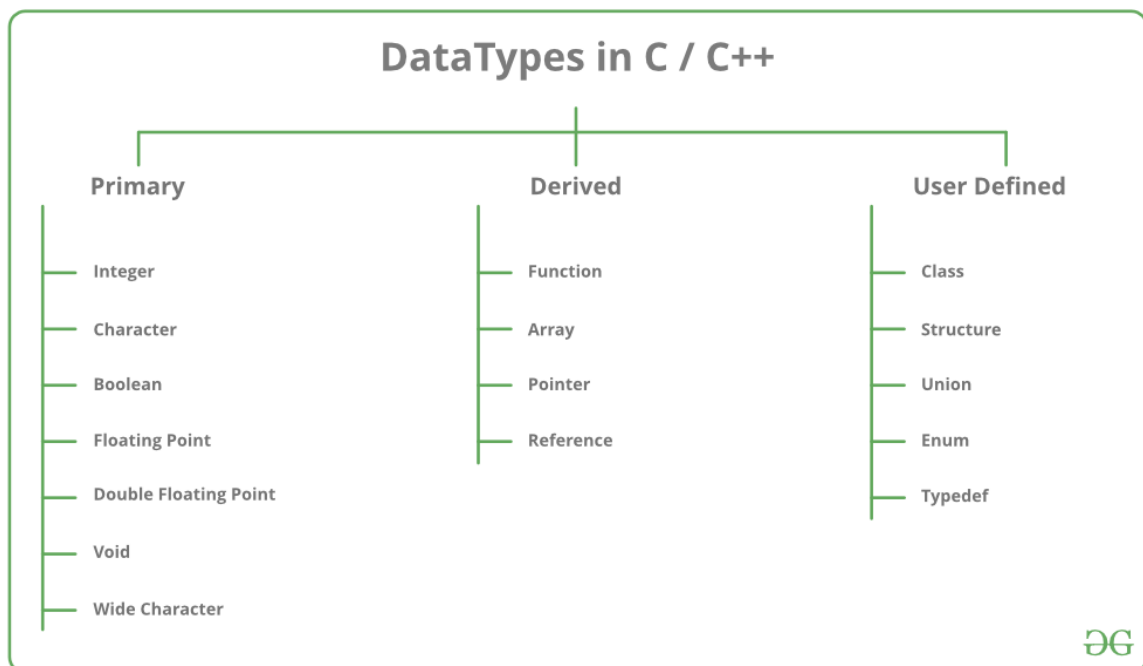 DataTypes in C / C++
Primary
Integer
Character
Boolean
Floating Point
Double Floating Point
Void
Wide Character
Derived
Function
Array
Pointer
Reference
User Defined
Class
Structure
Union
Enum
Typedef